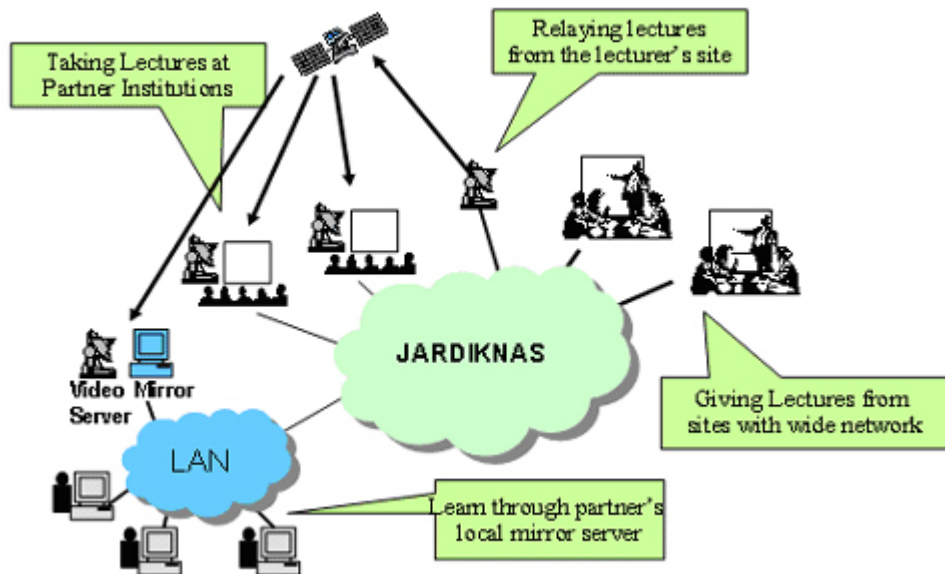 Taking Lectures at
Partner Institutions
Relaying lectures
from the lecturer's site
JARDIKNAS
Video Mirror
Server
LAN
Giving Lectures from
sites with wide network
Learn through partner's
local mirror server